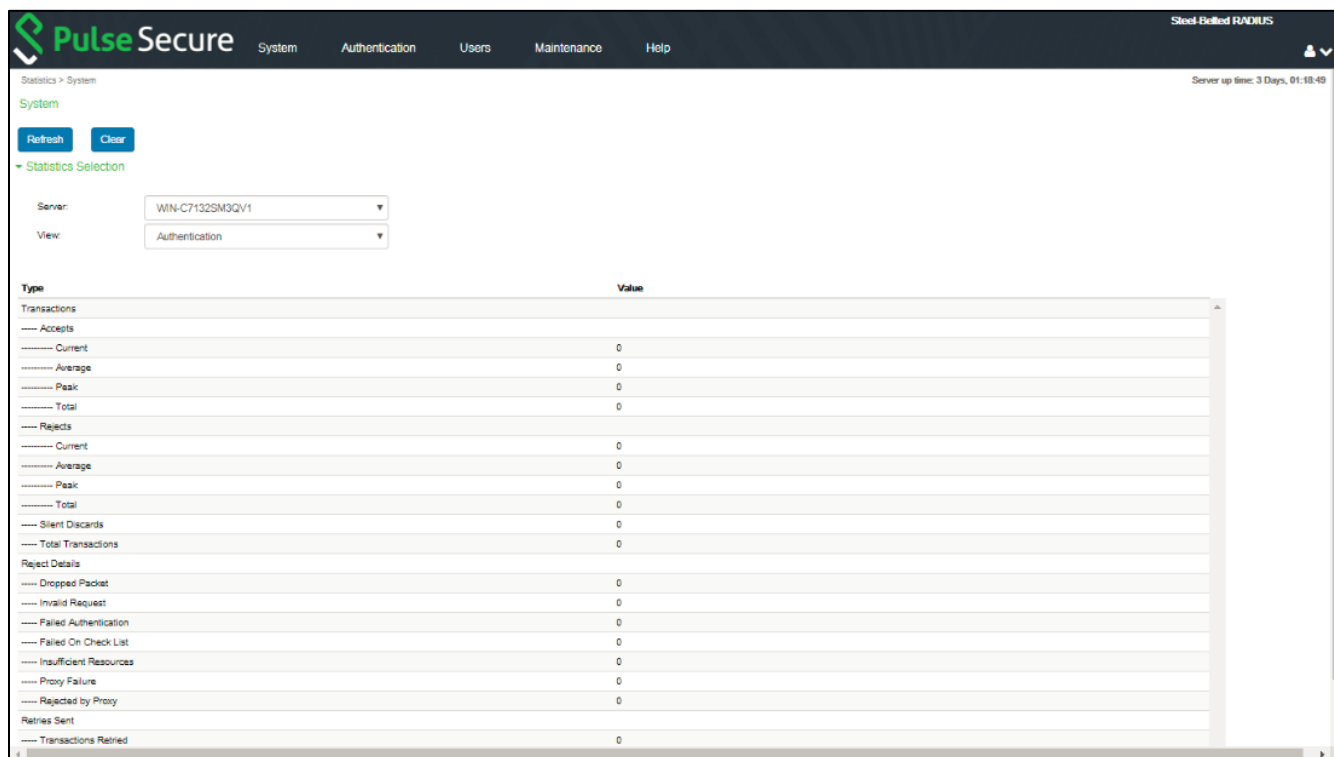 Steel-Belted RADIUS
Pulse Secure System Authentication Users Maintenance Help
Statistics > System Server up time: 3 Days, 01:18:49
System
Refresh Clear
Statistics Selection
Server: WIN-C7132SM3QV1
View: Authentication
Type Value
Transactions
----- Accepts
---------- Current 0
---------- Average 0
---------- Peak 0
---------- Total 0
----- Rejects
---------- Current 0
---------- Average 0
---------- Peak 0
---------- Total 0
----- Silent Discards 0
----- Total Transactions 0
Reject Details
----- Dropped Packet 0
----- Invalid Request 0
----- Failed Authentication 0
----- Failed On Check List 0
----- Insufficient Resources 0
----- Proxy Failure 0
----- Rejected by Proxy 0
Retries Sent
----- Transactions Retried 0